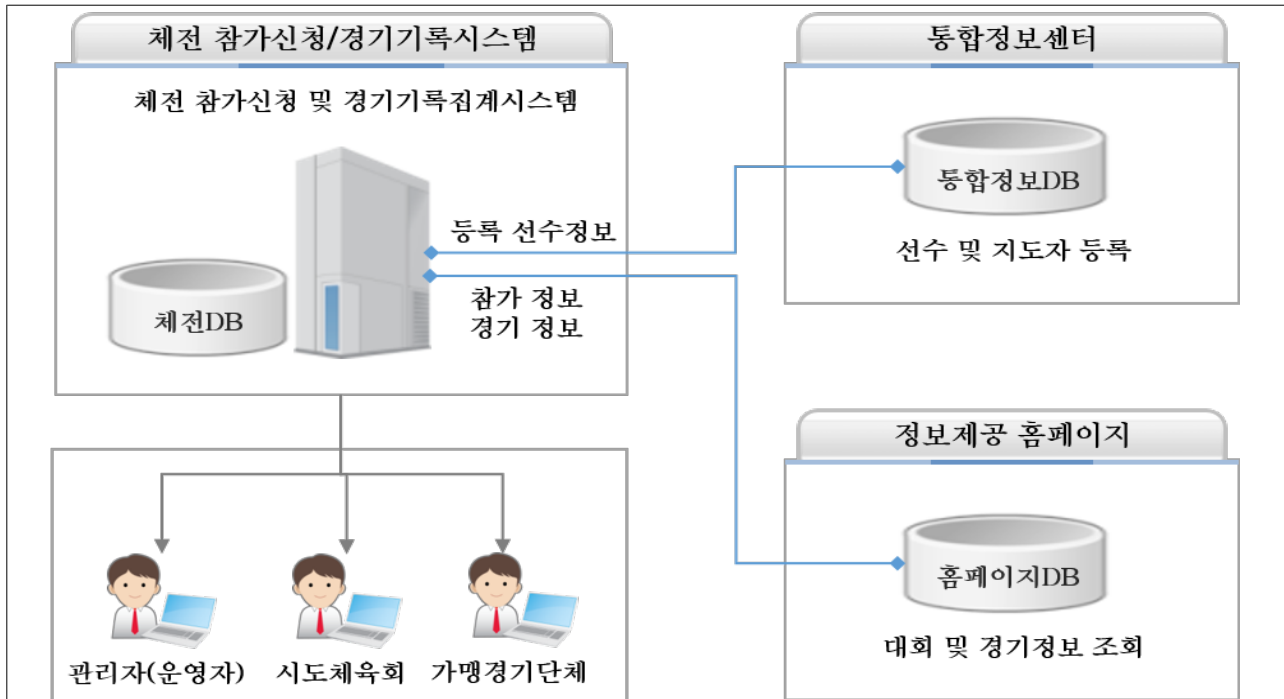 체전 참가신청/경기기록시스템
체전 참가신청 및 경기기록집계시스템
등록 선수정보
체전DB
참가 정보
경기 정보
통합정보센터
통합정보DB
선수 및 지도자 등록
관리자(운영자)
시도체육회
가맹경기단체
정보제공 홈페이지
홈페이지DB
대회 및 경기정보 조회